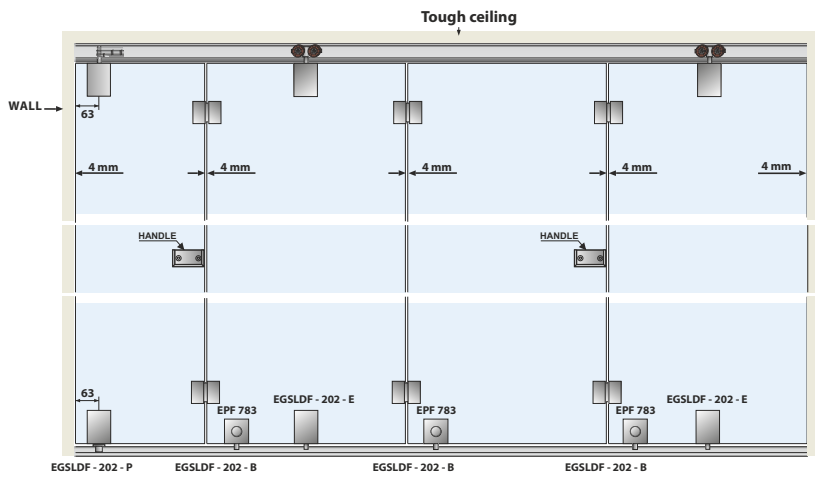 Tough ceiling
WALL
63
4 mm
4 mm
4 mm
4 mm
4 mm
HANDLE
HANDLE
63
EGSLDF - 202 - E
EGSLDF - 202 - E
EPF 783
EPF 783
EPF 783
EGSLDF - 202 - P
EGSLDF - 202 - B
EGSLDF - 202 - B
EGSLDF - 202 - B